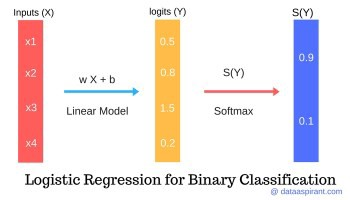 Inputs (X)
logits (Y)
S(Y)
x1
x2
x3
x4
w X + b
Linear Model
0.5
0.8
1.5
0.2
S(Y)
Softmax
0.9
0.1
Logistic Regression for Binary Classification
@ dataaspirant.com